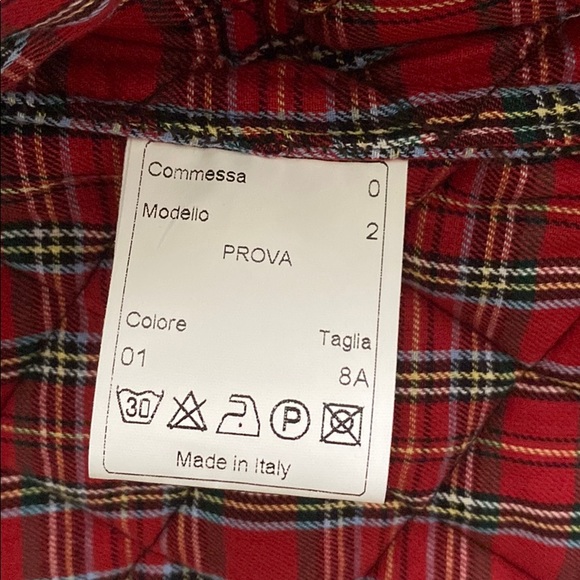 Commessa 0
Modello 2
PROVA
Colore Taglia
01 8A
30 P
Made in Italy